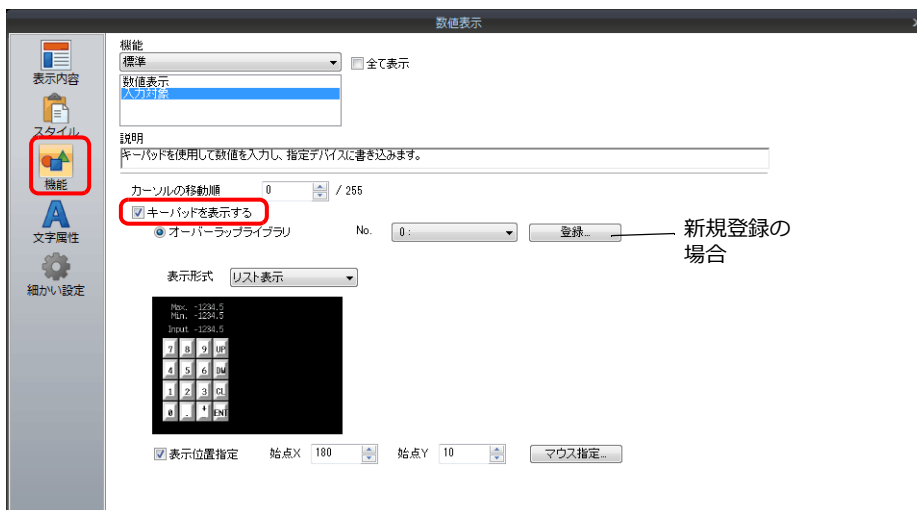 数値表示
表示内容
スタイル
機能
文字属性
細かい設定
機能
標準
全て表示
数値表示
入力対象
説明
キーパッドを使用して数値を入力し、指定デバイスに書き込みます。
カーソルの移動順 0 / 255
キーパッドを表示する
オーバーラップライブラリ No. 0 : 登録...
新規登録の
場合
表示形式 リスト表示
Max. -1234.5
Min. -1234.5
Input -1234.5
7 8 9 UP
4 5 6 DW
1 2 3 CL
0 . ENT
表示位置指定 始点X 180 始点Y 10 マウス指定...